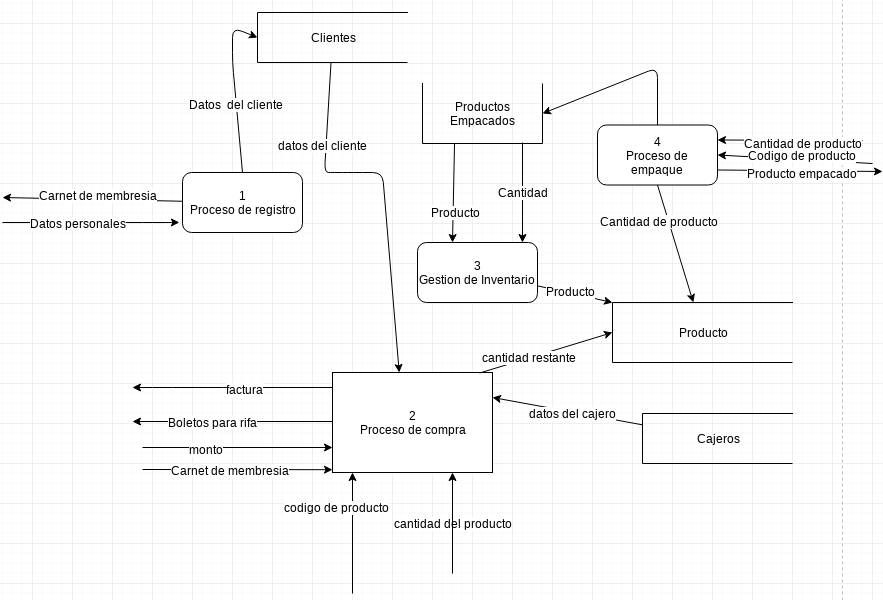 Clientes
Datos  del cliente
Productos
Empacados
4
Proceso de
empaque
Cantidad de producto
Codigo de producto
Producto empacado
datos del cliente
1
Proceso de registro
Carnet de membresia
Datos personales
Cantidad
Producto
Cantidad de producto
3
Gestion de Inventario
Producto
Producto
cantidad restante
factura
Boletos para rifa
monto
Carnet de membresia
2
Proceso de compra
datos del cajero
Cajeros
codigo de producto
cantidad del producto